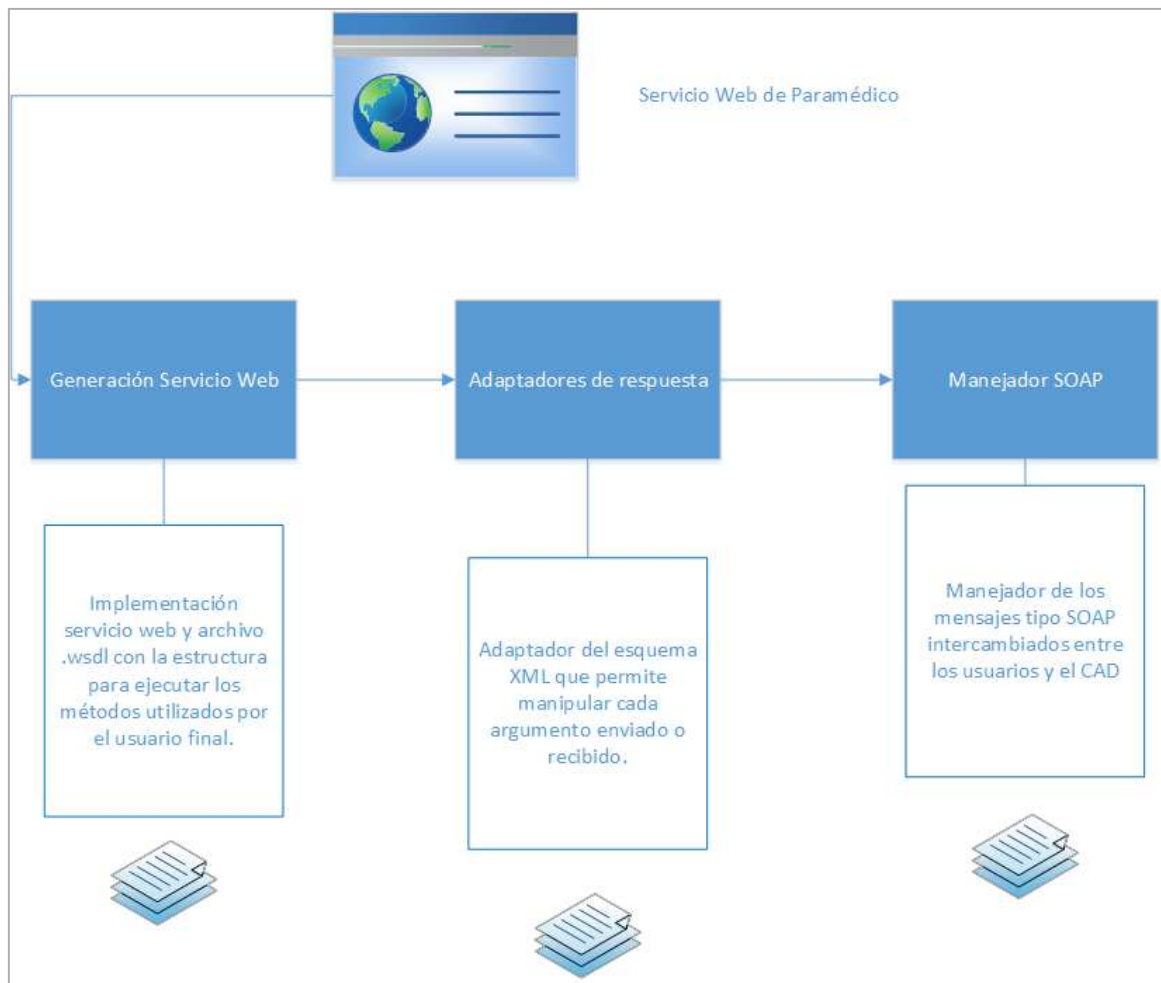 Servicio Web de Paramédico
Generación Servicio Web
Adaptadores de respuesta
Manejador SOAP
Implementación
servicio web y archivo
.wsdl con la estructura
para ejecutar los
métodos utilizados por
el usuario final.
Adaptador del esquema
XML que permite
manipular cada
argumento enviado o
recibido.
Manejador de los
mensajes tipo SOAP
intercambiados entre
los usuarios y el CAD